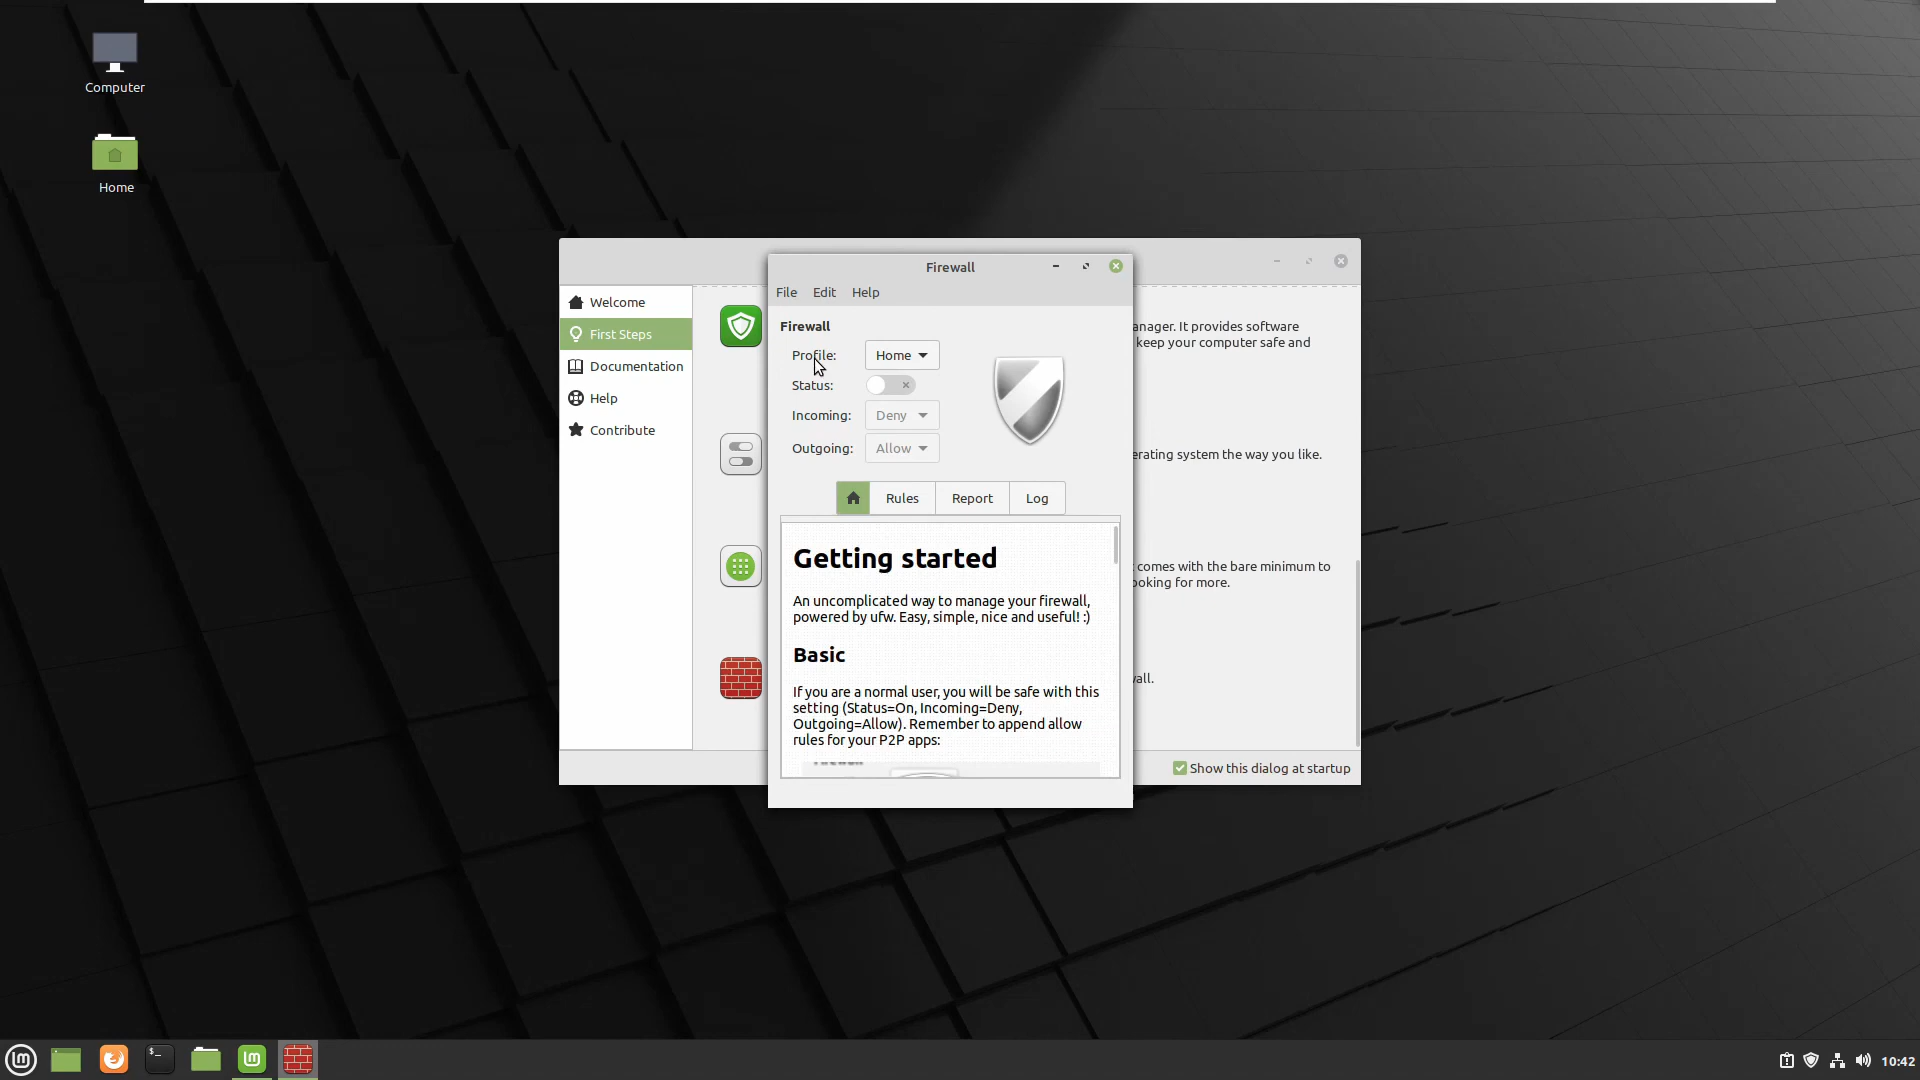 Computer
Home
Firewall
File Edit Help
Firewall
Profile: Home
Status:
Incoming: Deny
Outgoing: Allow
Rules Report Log
Getting started
An uncomplicated way to manage your firewall,
powered by ufw. Easy, simple, nice and useful! :)
Basic
If you are a normal user, you will be safe with this
setting (Status=On, Incoming=Deny,
Outgoing=Allow). Remember to append allow
rules for your P2P apps:
Welcome
First Steps
Documentation
Help
Contribute
anager. It provides software
keep your computer safe and
erating system the way you like.
comes with the bare minimum to
ooking for more.
vall.
Show this dialog at startup
10:42